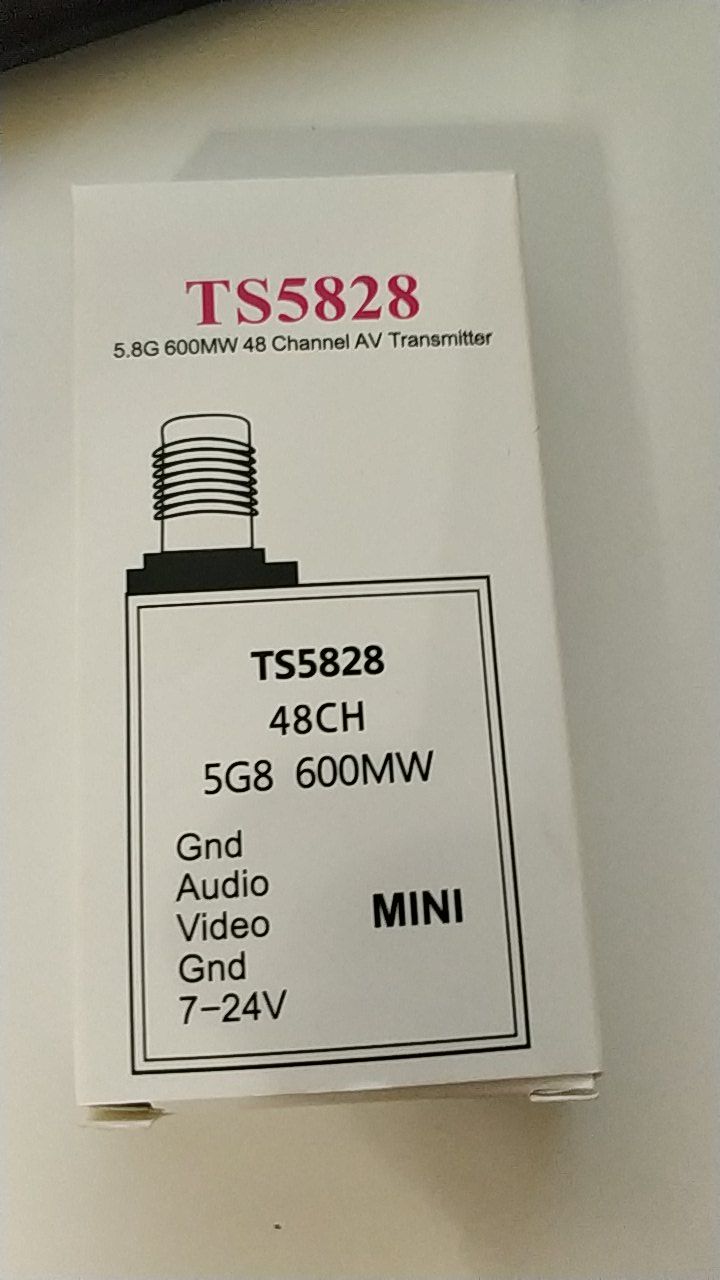 TS5828
5.8G 600MW 48 Channel AV Transmitter
TS5828
48CH
5G8 600MW
Gnd
Audio
Video
Gnd
7-24V
MINI